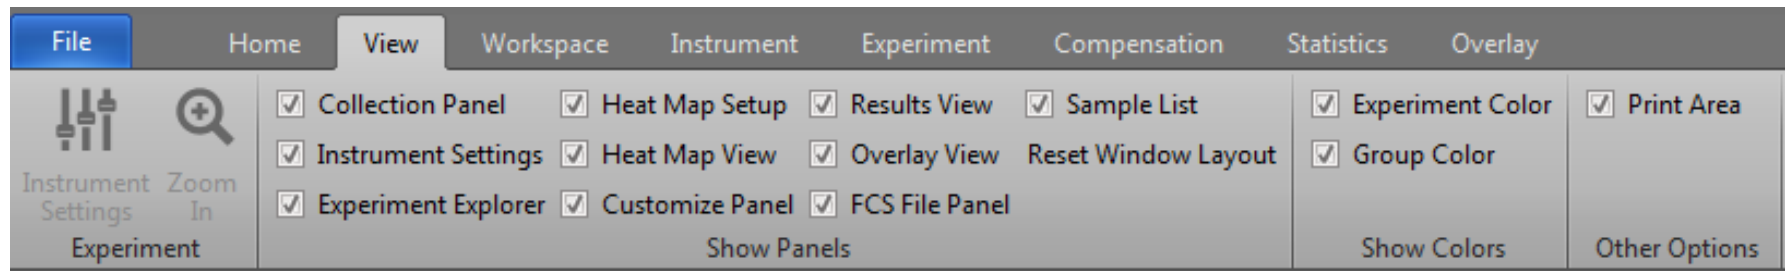 File Home View Workspace Instrument Experiment Compensation Statistics Overlay
Collection Panel Heat Map Setup Results View Sample List Experiment Color Print Area
Instrument Settings Heat Map View Overlay View Reset Window Layout Group Color
Instrument Settings Zoom In
Experiment Explorer Customize Panel FCS File Panel
Experiment Show Panels Show Colors Other Options